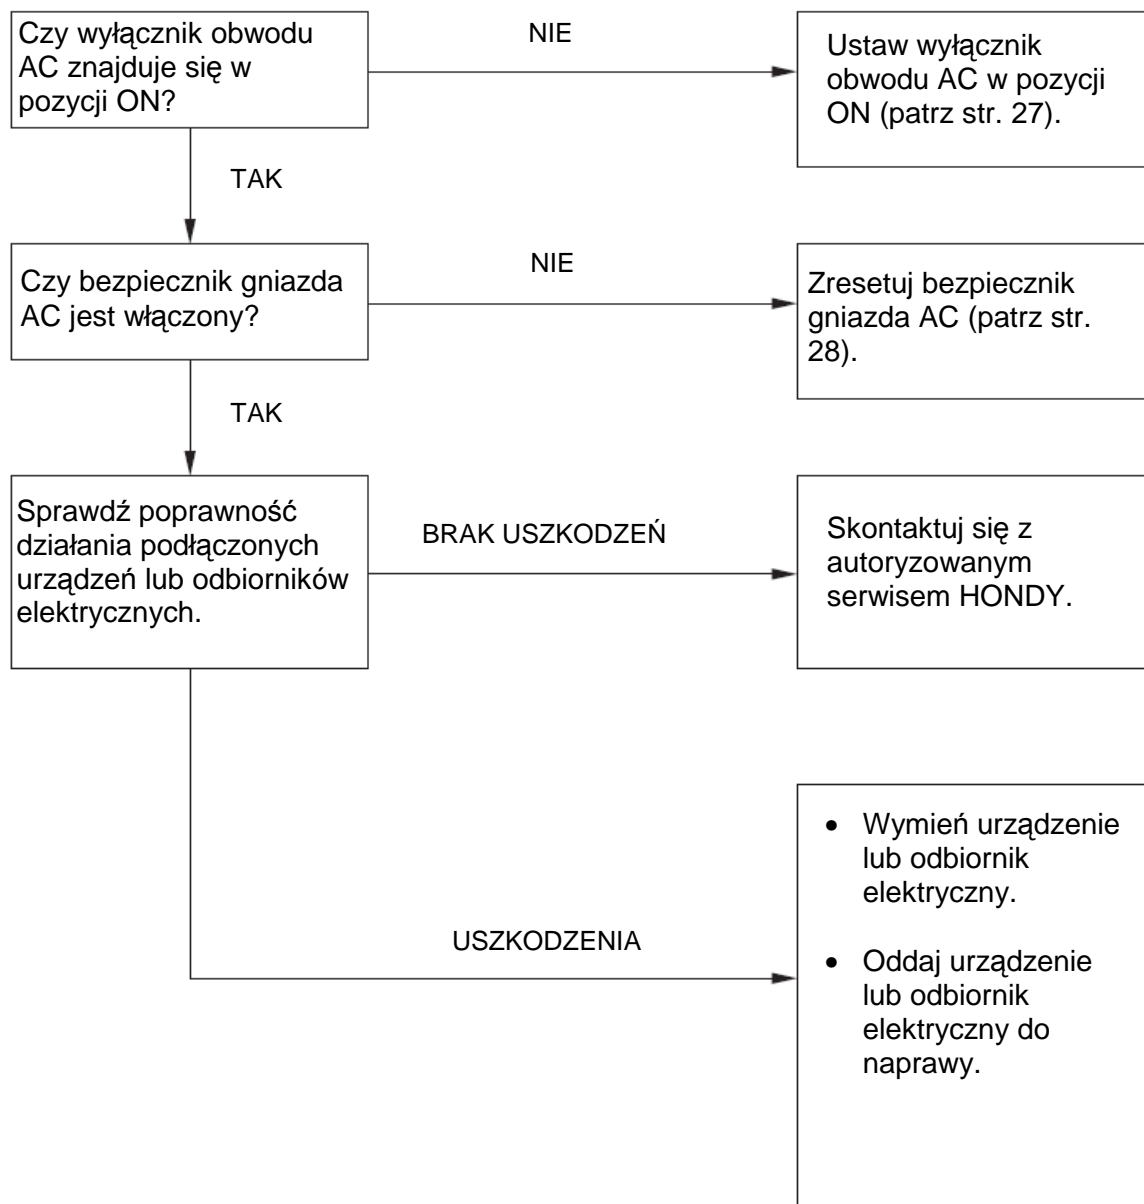 Czy wyłącznik obwodu
AC znajduje się w
pozycji ON?
NIE
Ustaw wyłącznik
obwodu AC w pozycji
ON (patrz str. 27).
TAK
Czy bezpiecznik gniazda
AC jest włączony?
NIE
Zresetuj bezpiecznik
gniazda AC (patrz str.
28).
TAK
Sprawdź poprawność
działania podłączonych
urządzeń lub odbiorników
elektrycznych.
BRAK USZKODZEŃ
Skontaktuj się z
autoryzowanym
serwisem HONDY.
USZKODZENIA
• Wymień urządzenie
lub odbiornik
elektryczny.
• Oddaj urządzenie
lub odbiornik
elektryczny do
naprawy.